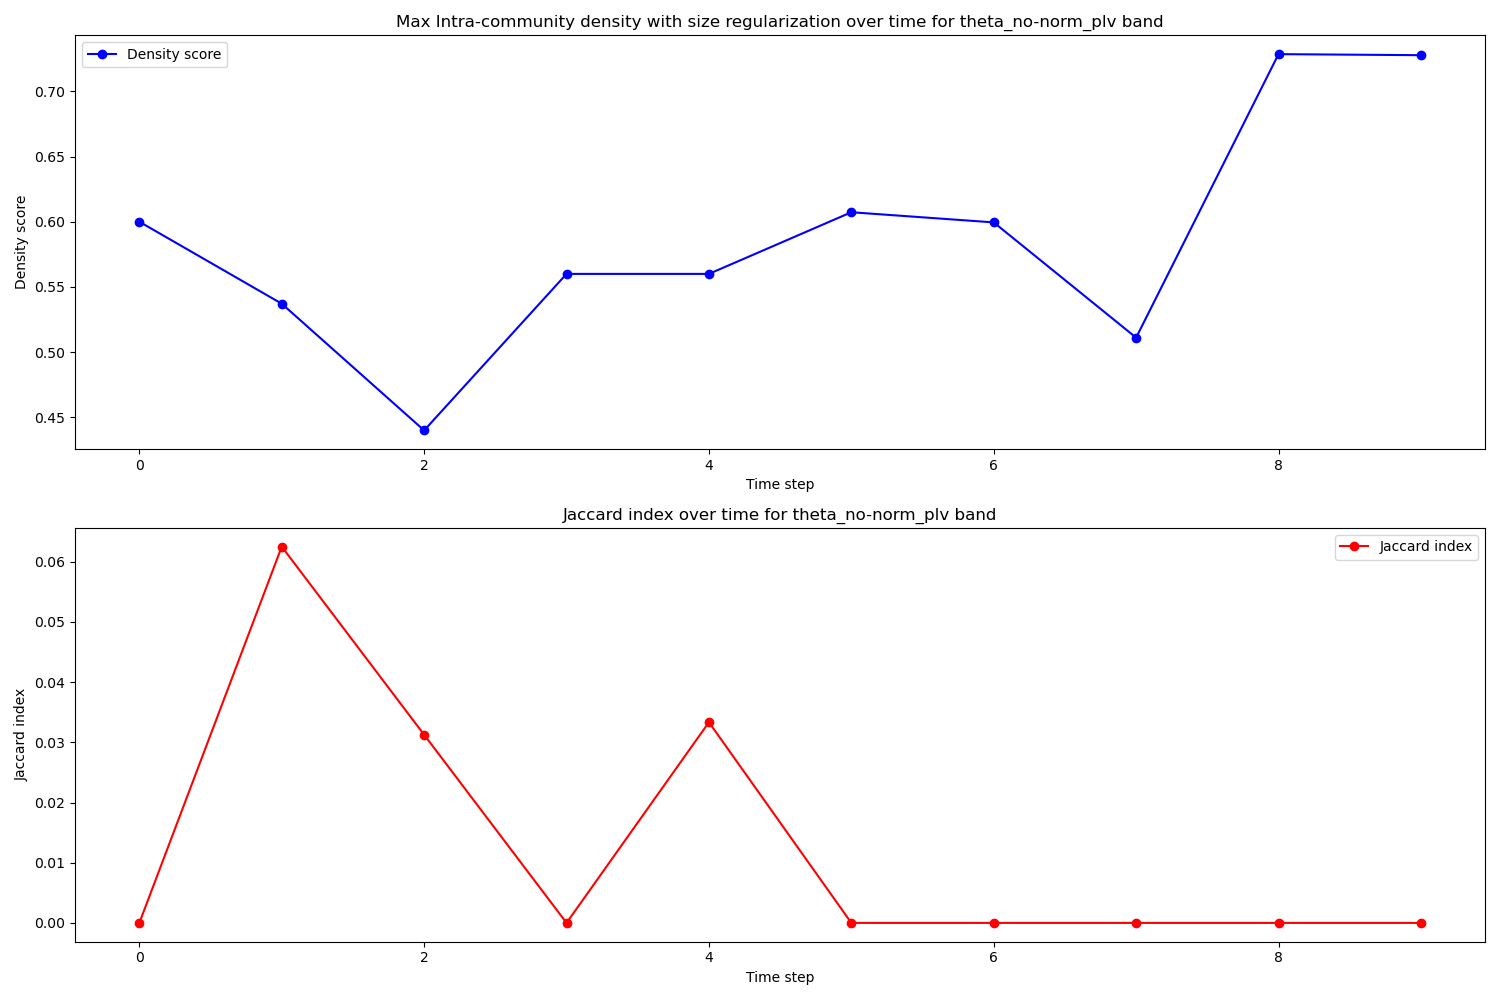 Max Intra-community density with size regularization over time for theta_no-norm_plv band
Density score
0.70
0.65
0.60
0.55
0.50
0.45
Density score
0 2 4 6 8
Time step
Jaccard index over time for theta_no-norm_plv band
Jaccard index
0.06
0.05
0.04
0.03
0.02
0.01
0.00
Jaccard index
0 2 4 6 8
Time step